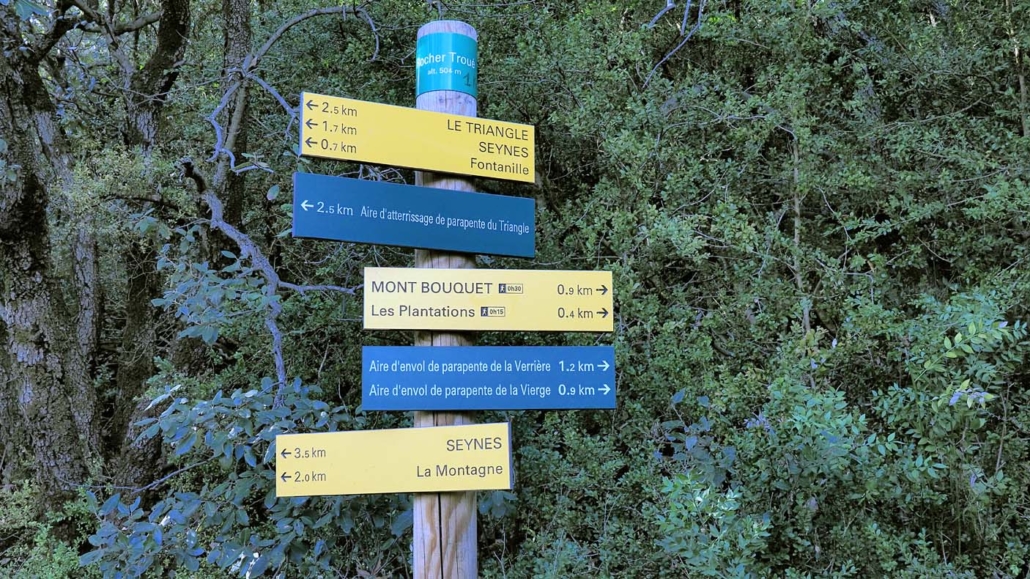 Rocher Troué
alt. 504 m
← 2.5 km LE TRIANGLE
← 1.7 km SEYNES
← 0.7 km Fontanille
← 2.5 km Aire d'atterrissage de parapente du Triangle
MONT BOUQUET 0h30 0.9 km →
Les Plantations 0h15 0.4 km →
Aire d'envol de parapente de la Verrière 1.2 km →
Aire d'envol de parapente de la Vierge 0.9 km →
← 3.5 km SEYNES
← 2.0 km La Montagne